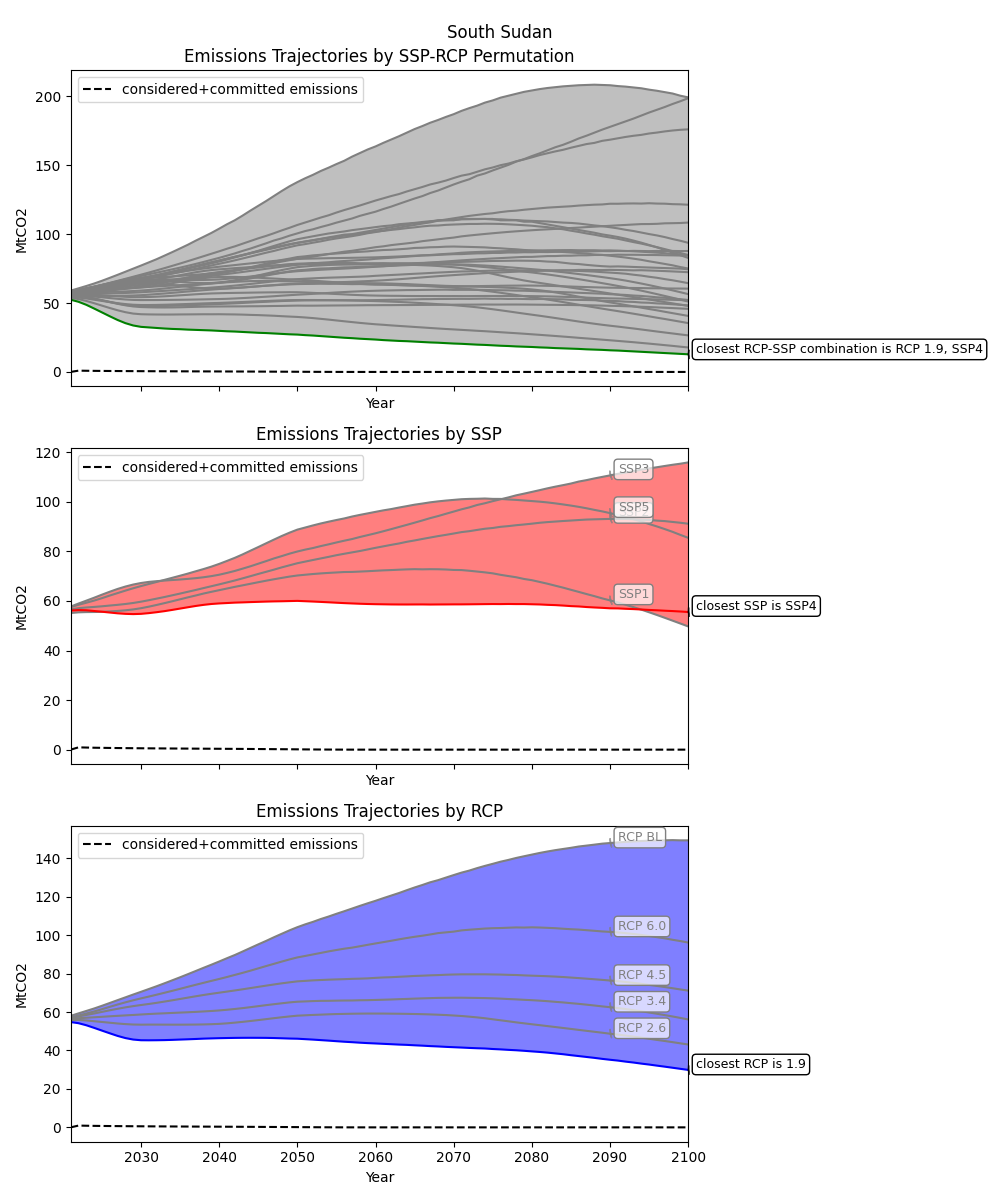 South Sudan
Emissions Trajectories by SSP-RCP Permutation
considered+committed emissions
200
150
100
50
0
MtCO2
closest RCP-SSP combination is RCP 1.9, SSP4
Year
Emissions Trajectories by SSP
considered+committed emissions
120
100
80
60
40
20
0
MtCO2
SSP3
SSP5
SSP1
closest SSP is SSP4
Year
Emissions Trajectories by RCP
considered+committed emissions
140
120
100
80
60
40
20
0
MtCO2
RCP BL
RCP 6.0
RCP 4.5
RCP 3.4
RCP 2.6
closest RCP is 1.9
2030 2040 2050 2060 2070 2080 2090 2100
Year